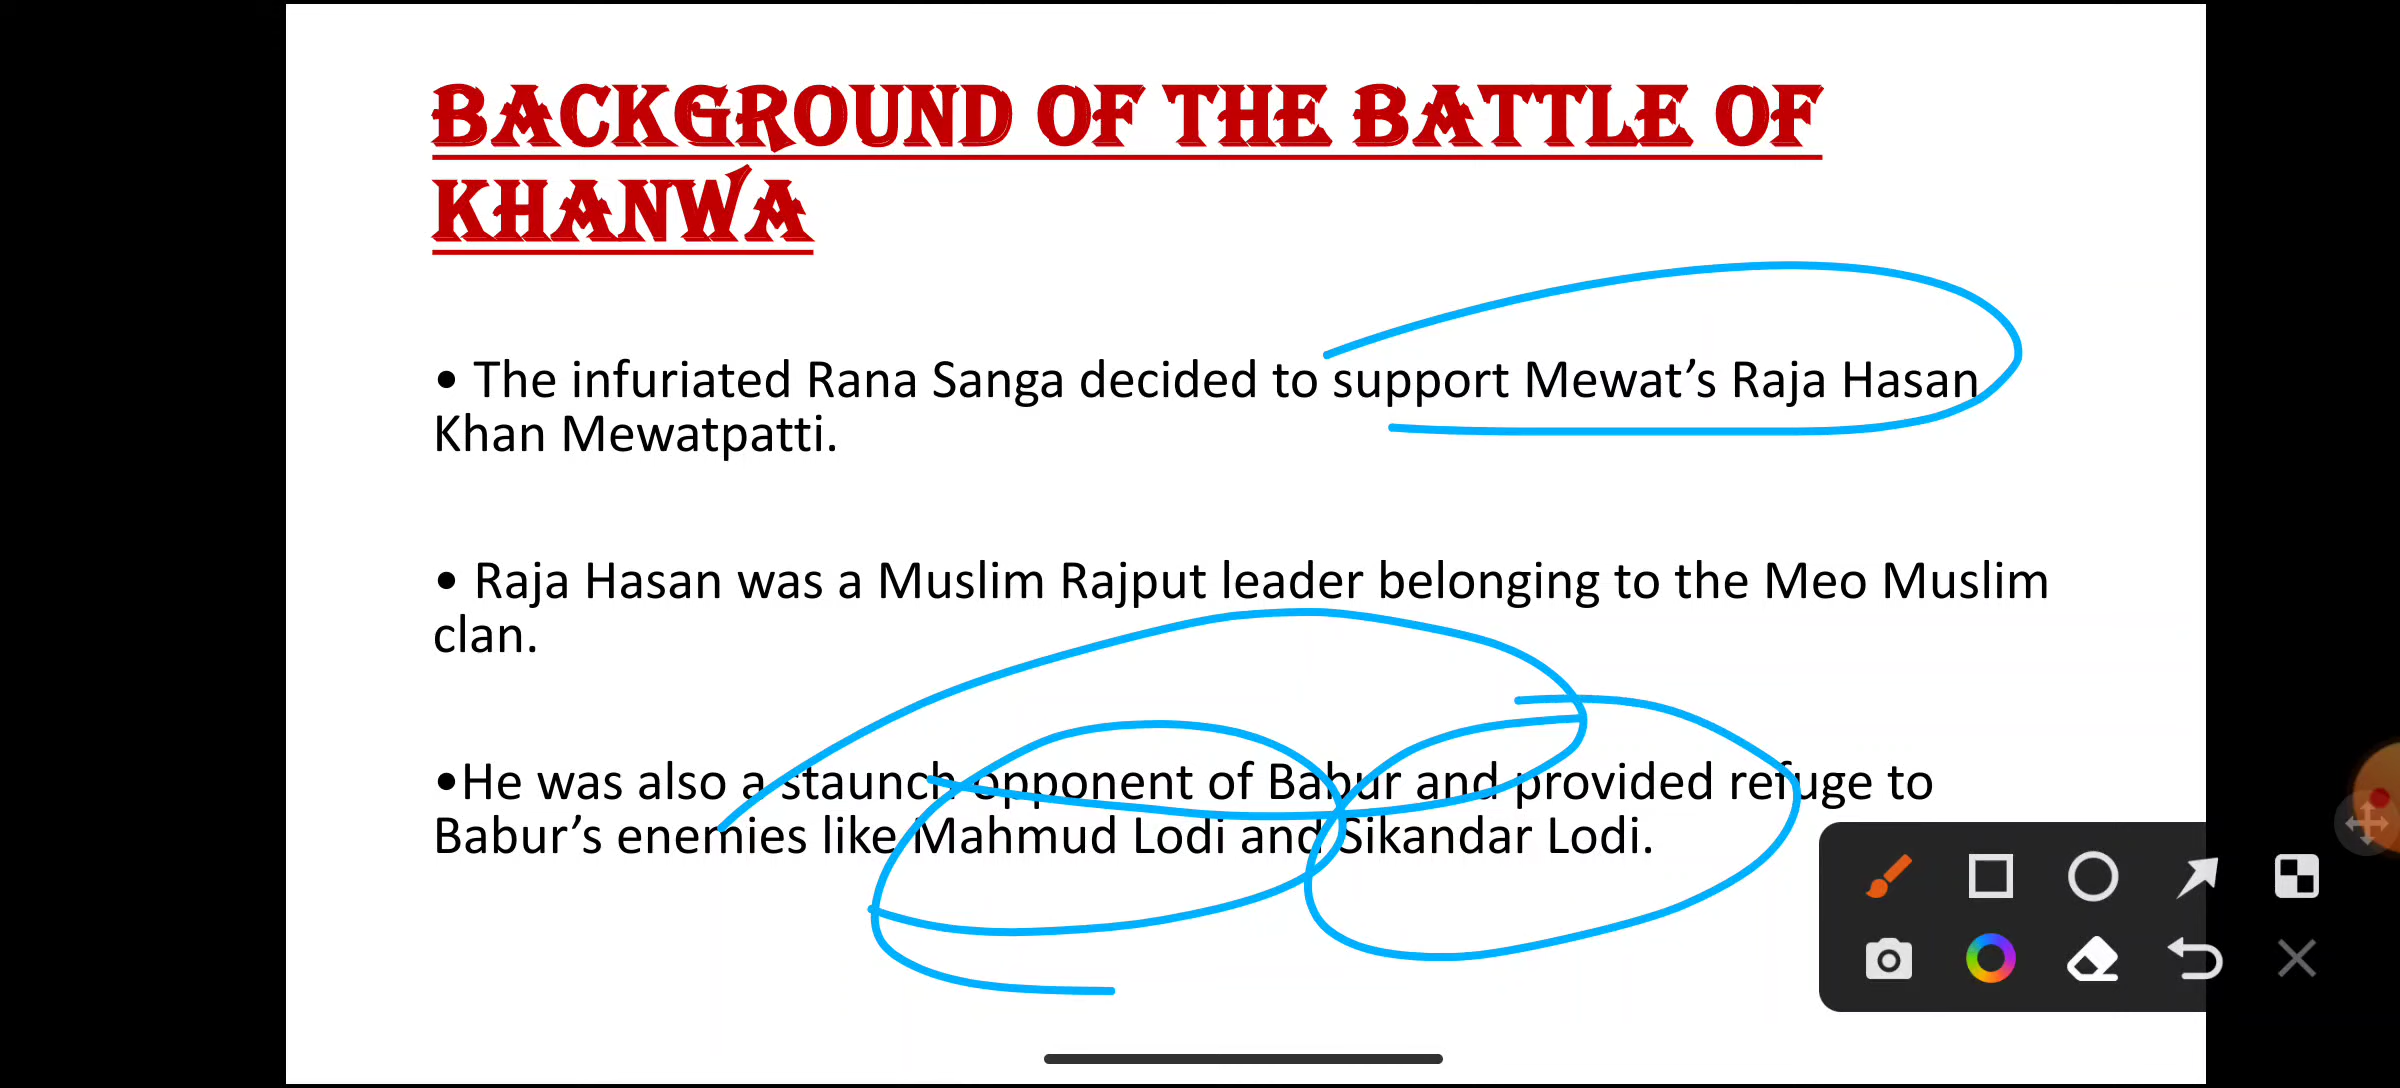 BACKGROUND OF THE BATTLE OF
KHANWA
• The infuriated Rana Sanga decided to support Mewat’s Raja Hasan
Khan Mewatpatti.
• Raja Hasan was a Muslim Rajput leader belonging to the Meo Muslim
clan.
•He was also a staunch opponent of Babur and provided refuge to
Babur’s enemies like Mahmud Lodi and Sikandar Lodi.